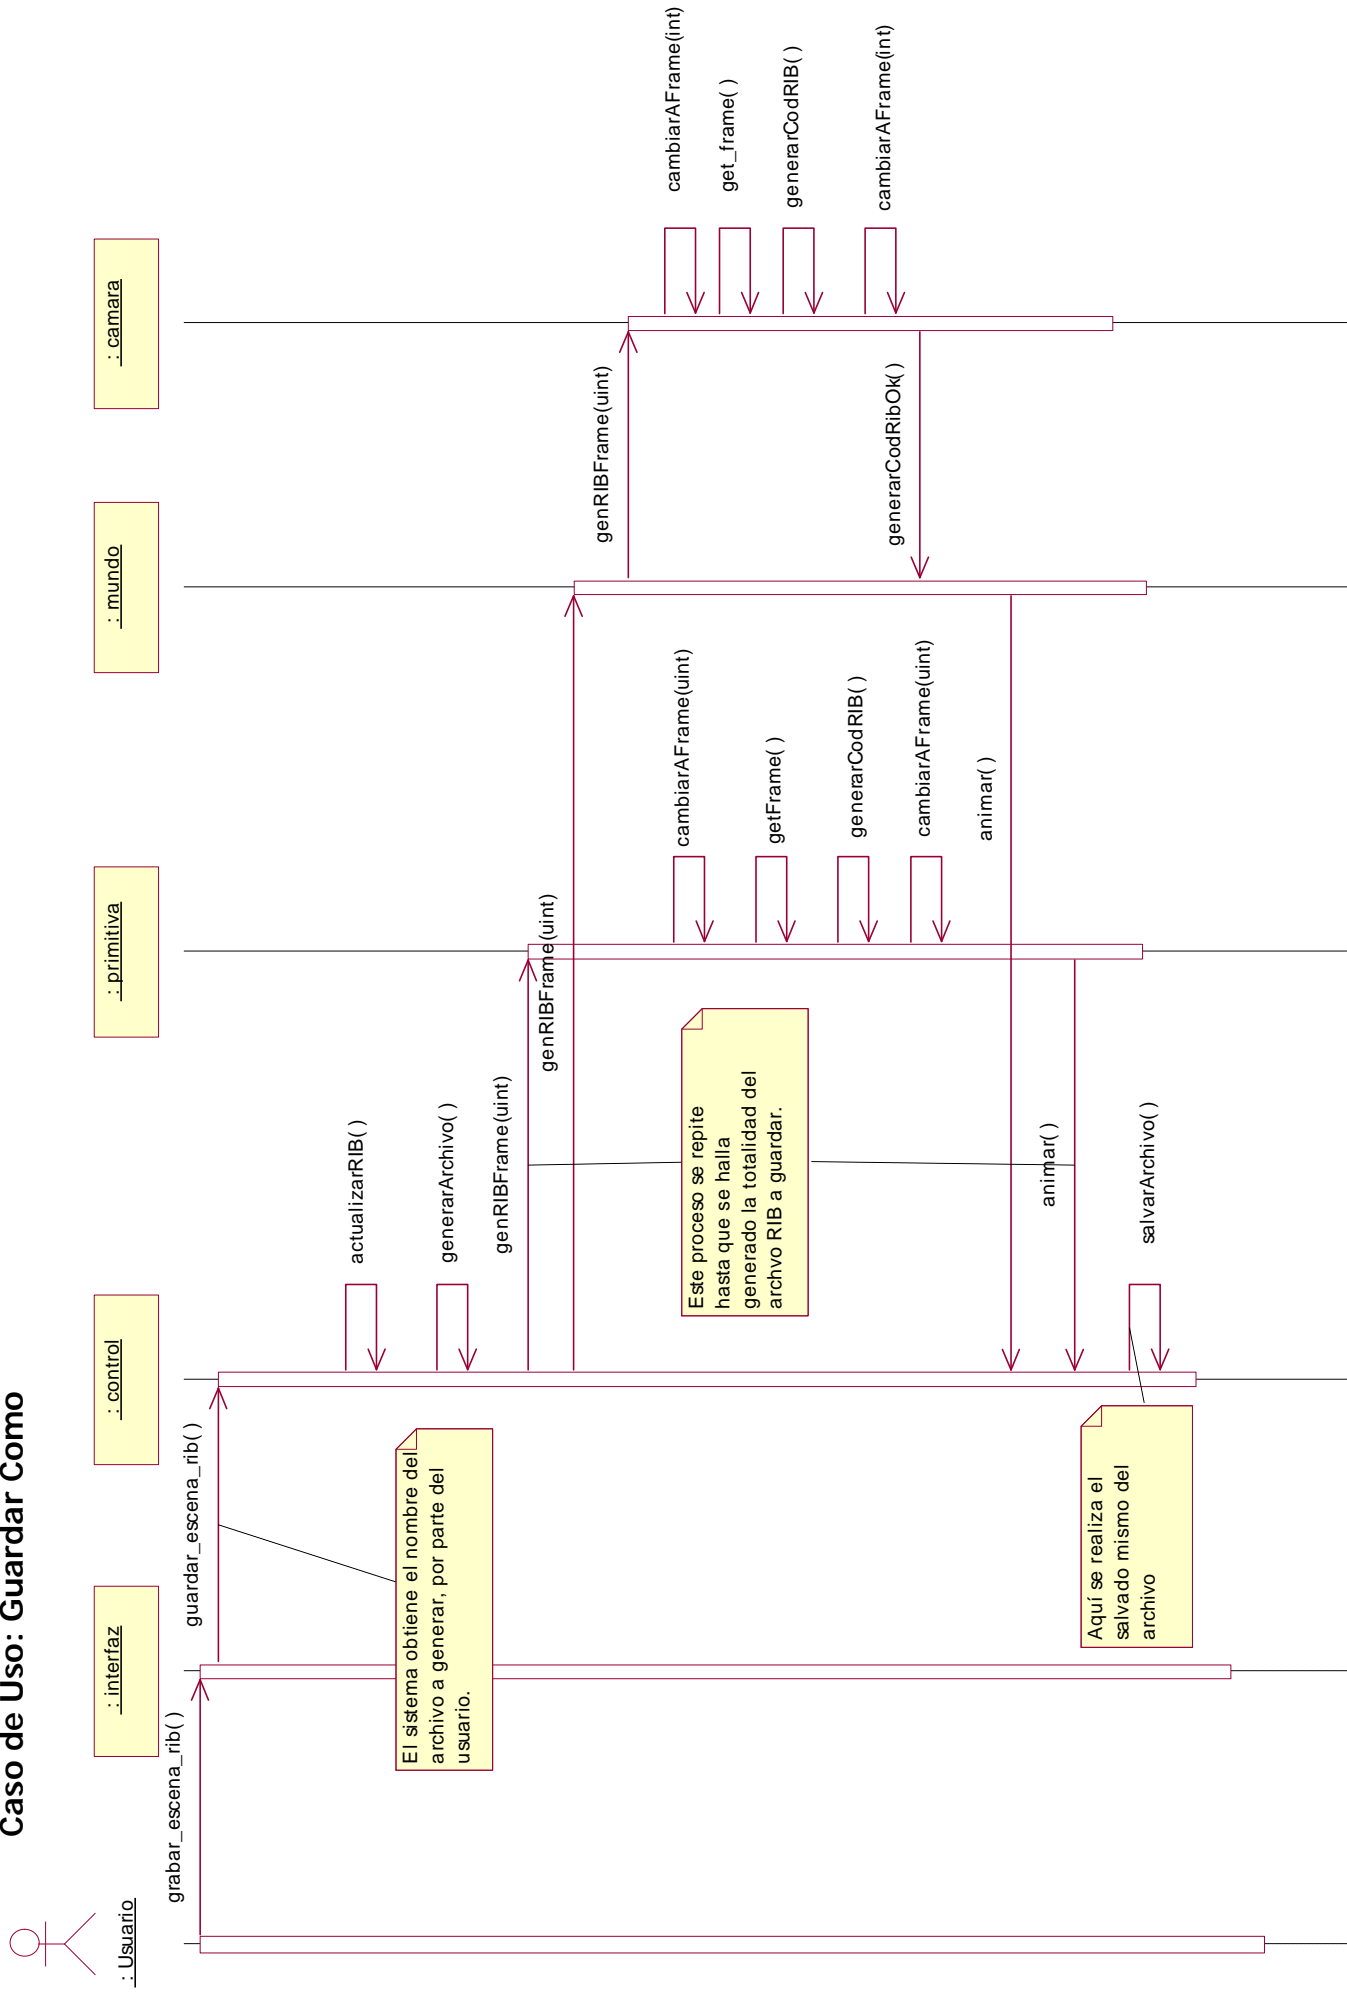 Caso de Uso: Guardar Como
: Usuario
: interfaz
: control
: primitiva
: mundo
: camara
grabar_escena_rib( )
guardar_escena_rib( )
El sistema obtiene el nombre del
archivo a generar, por parte del
usuario.
actualizarRIB( )
generarArchivo( )
genRIBFrame(uint)
genRIBFrame(uint)
genRIBFrame(uint)
cambiarAFrame(int)
cambiarAFrame(uint)
get_frame( )
getFrame( )
generarCodRIB( )
generarCodRIB( )
cambiarAFrame(int)
cambiarAFrame(uint)
generarCodRibOk( )
Este proceso se repite
hasta que se halla
generado la totalidad del
archvo RIB a guardar.
animar( )
animar( )
salvarArchivo( )
Aquí se realiza el
salvado mismo del
archivo